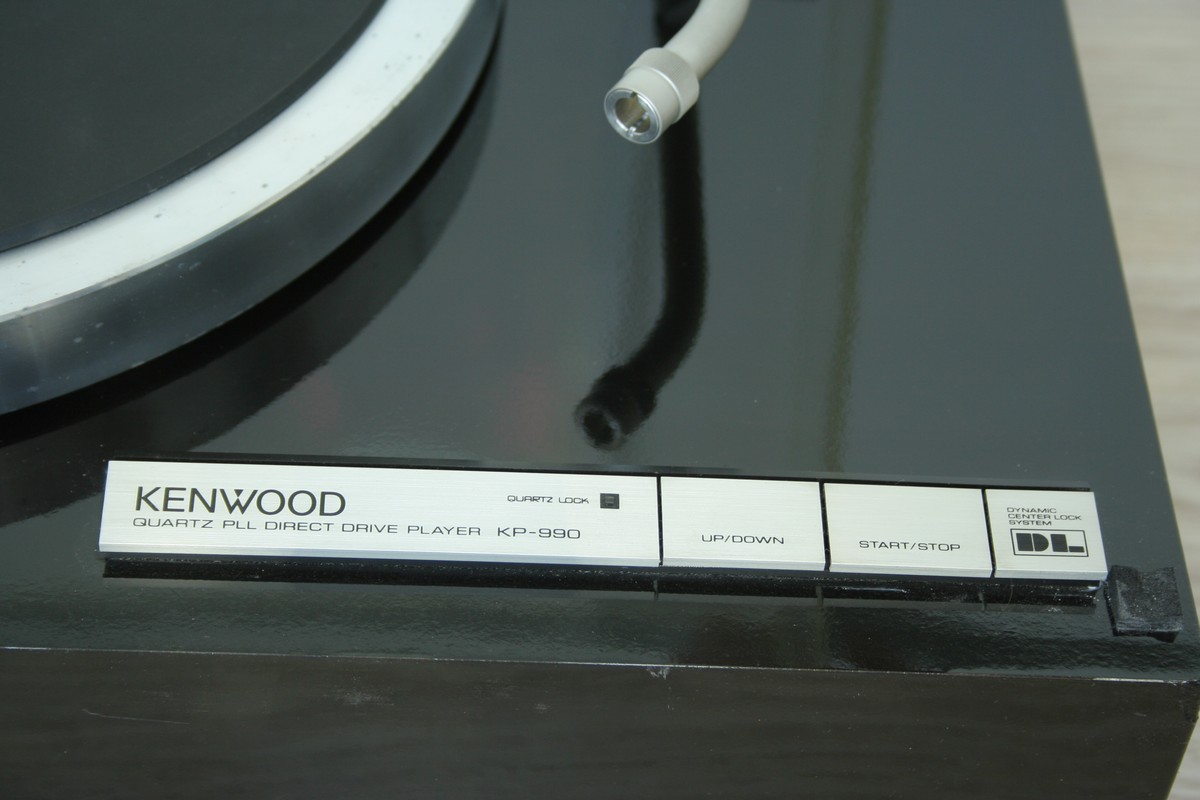 KENWOOD
QUARTZ LOCK
QUARTZ PLL DIRECT DRIVE PLAYER KP-990
UP/DOWN
START/STOP
DYNAMIC
CENTER LOCK
SYSTEM
DL